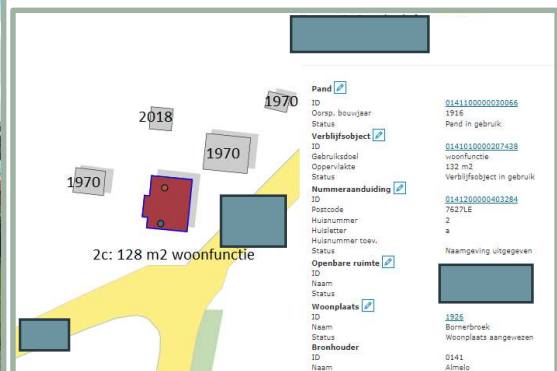 1970
2018
1970
1970
2c: 128 m2 woonfunctie
Pand
ID 0141100000030066
Oorsp. bouwjaar 1916
Status Pand in gebruik
Verblijfsobject
ID 0141010000207438
Gebruiksdoel woonfunctie
Oppervlakte 132 m2
Status Verblijfsobject in gebruik
Nummeraanduiding
ID 0141200000403284
Postcode 7627LE
Huisnummer 2
Huisletter a
Huisnummer toev.
Status Naamgeving uitgegeven
Openbare ruimte
ID
Naam
Status
Woonplaats
ID 1926
Naam Bornerbroek
Status Woonplaats aangewezen
Bronhouder
ID 0141
Naam Almelo